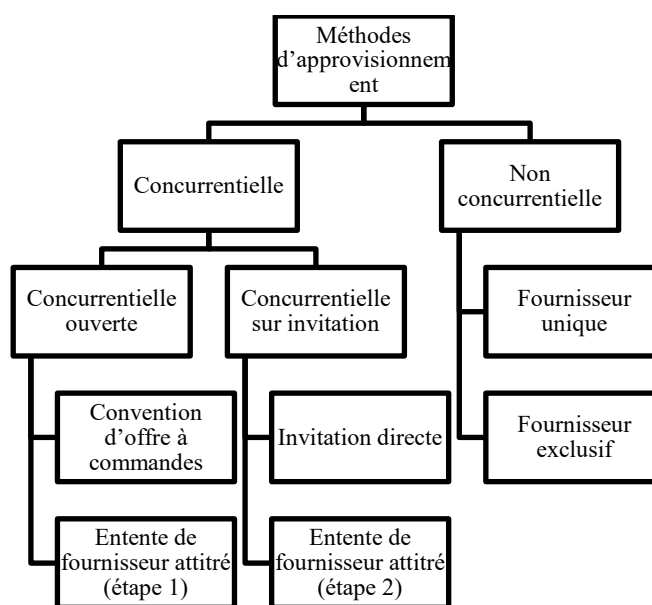 Méthodes
d’approvisionnem
ent
Concurrentielle
Non
concurrentielle
Concurrentielle
ouverte
Concurrentielle
sur invitation
Fournisseur
unique
Convention
d’offre à
commandes
Invitation directe
Fournisseur
exclusif
Entente de
fournisseur attitré
(étape 1)
Entente de
fournisseur attitré
(étape 2)